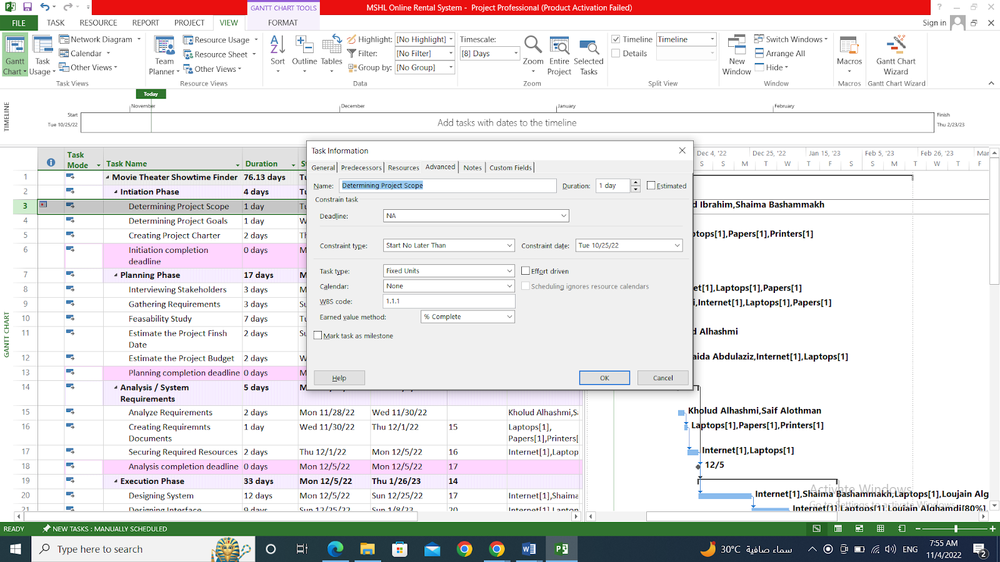 GANTT CHART TOOLS
MSHL Online Rental System - Project Professional (Product Activation Failed)
FILE TASK RESOURCE REPORT PROJECT VIEW FORMAT Sign in
Gantt Chart
Task Usage
Network Diagram
Calendar
Other Views
Task Views
Team Planner
Resource Usage
Resource Sheet
Other Views
Resource Views
Sort
Outline
Tables
Highlight: [No Highlight]
Filter: [No Filter]
Group by: [No Group]
Data
Timescale:
[8] Days
Zoom
Entire Project
Selected Tasks
Zoom
Timeline Timeline
Details
Split View
New Window
Switch Windows
Arrange All
Hide
Window
Macros
Macros
Gantt Chart Wizard
Gantt Chart Wizard
TIMELINE
Today
November December January February
Start
Tue 10/25/22
Add tasks with dates to the timeline
Finish
Thu 2/23/23
GANTT CHART
Task Mode Task Name Duration
1 Movie Theater Showtime Finder 76.13 days Tu
2 Intiation Phase 4 days Tu
3 Determining Project Scope 1 day Tu
4 Determining Project Goals 1 day W
5 Creating Project Charter 2 days Th
6 Initiation completion deadline 0 days M
7 Planning Phase 17 days M
8 Interviewing Stakeholders 3 days M
9 Gathering Requirements 3 days Su
10 Feasability Study 7 days Tu
11 Estimate the Project Finsh Date 2 days Su
12 Estimate the Project Budget 2 days W
13 Planning completion deadline 0 days M
14 Analysis / System Requirements 5 days M
15 Analyze Requirements 2 days Mon 11/28/22 Wed 11/30/22 Kholud Alhashmi,Sa
16 Creating Requiremnts Documents 1 day Wed 11/30/22 Thu 12/1/22 15 Laptops[1], Papers[1],Printers[
17 Securing Required Resources 2 days Thu 12/1/22 Mon 12/5/22 16 Internet[1],Laptop
18 Analysis completion deadline 0 days Mon 12/5/22 Mon 12/5/22 17
19 Execution Phase 33 days Mon 12/5/22 Thu 1/26/23 14
20 Designing System 12 days Mon 12/5/22 Sun 12/25/22 17 Internet[1],Shaima
21 Designing Interface 9 days Sun 12/25/22 Sun 1/8/23 20 Internet[1],Lapton
Task Information
General Predecessors Resources Advanced Notes Custom Fields
Name: Determining Project Scope Duration: 1 day Estimated
Constrain task
Deadline: NA
Constraint type: Start No Later Than Constraint date: Tue 10/25/22
Task type: Fixed Units Effort driven
Calendar: None Scheduling ignores resource calendars
WBS code: 1.1.1
Earned value method: % Complete
Mark task as milestone
Help OK Cancel
Dec 4, '22 Dec 25, '22 Jan 15, '23 Feb 5, '23 Feb 26, '23 Mar
S S M T W T F S S M T W T F
d Ibrahim,Shaima Bashammakh
ptops[1],Papers[1],Printers[1]
et[1],Laptops[1],Papers[1]
i,Internet[1],Laptops[1],Papers[1]
d Alhashmi
aida Abdulaziz,Internet[1],Laptops[1]
Kholud Alhashmi,Saif Alothman
Laptops[1],Papers[1],Printers[1]
Internet[1],Laptops[1]
12/5
Internet[1],Shaima Bashammakh,Laptops[1],Loujain Alg
Internet[1],Laptops[1],Loujain Alghamdi[80%],
Activate Windows
Go to Settings to activate Windows.
READY NEW TASKS : MANUALLY SCHEDULED
Type here to search
30°C سماء صافية
ENG
7:55 AM
11/4/2022
2